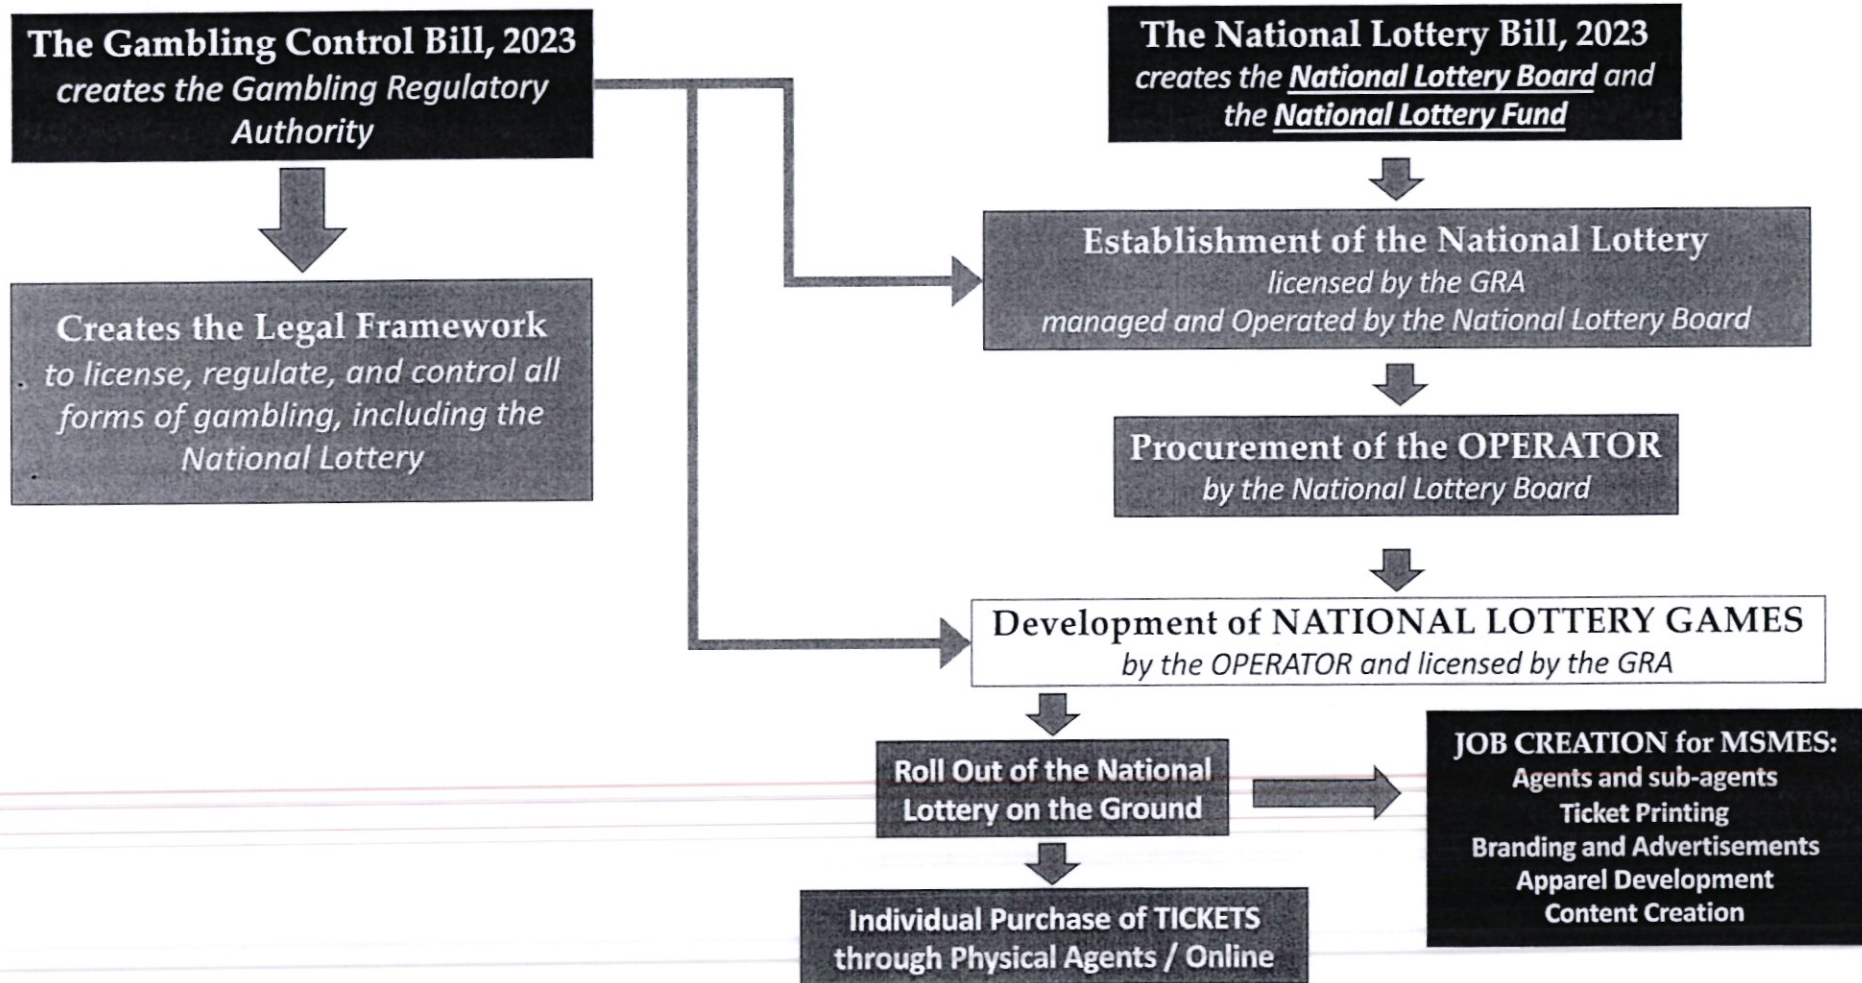 The Gambling Control Bill, 2023
creates the Gambling Regulatory
Authority
Creates the Legal Framework
to license, regulate, and control all
forms of gambling, including the
National Lottery
The National Lottery Bill, 2023
creates the National Lottery Board and
the National Lottery Fund
Establishment of the National Lottery
licensed by the GRA
managed and Operated by the National Lottery Board
Procurement of the OPERATOR
by the National Lottery Board
Development of NATIONAL LOTTERY GAMES
by the OPERATOR and licensed by the GRA
Roll Out of the National
Lottery on the Ground
JOB CREATION for MSMES:
Agents and sub-agents
Ticket Printing
Branding and Advertisements
Apparel Development
Content Creation
Individual Purchase of TICKETS
through Physical Agents / Online